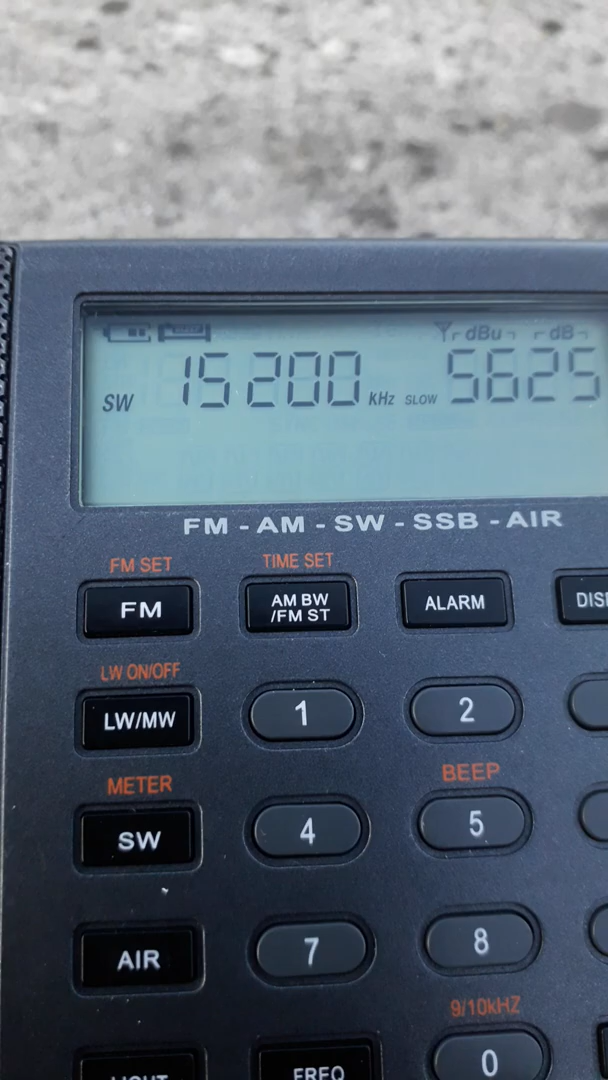 dBu dB
SW 15200 kHz SLOW 5625
FM - AM - SW - SSB - AIR
FM SET TIME SET
FM AM BW /FM ST ALARM
LW ON/OFF
LW/MW 1 2
METER BEEP
SW 4 5
AIR 7 8
9/10kHZ
LIGHT FREQ 0